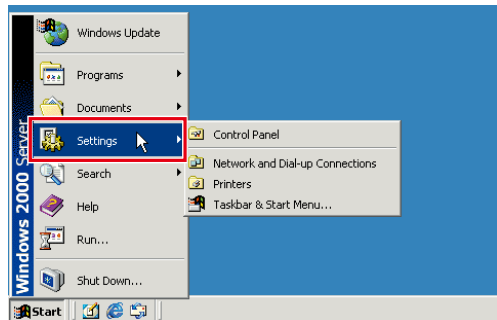 Windows Update
Programs
Documents
Settings
Search
Help
Run...
Shut Down...
Windows 2000 Server
Control Panel
Network and Dial-up Connections
Printers
Taskbar & Start Menu...
Start